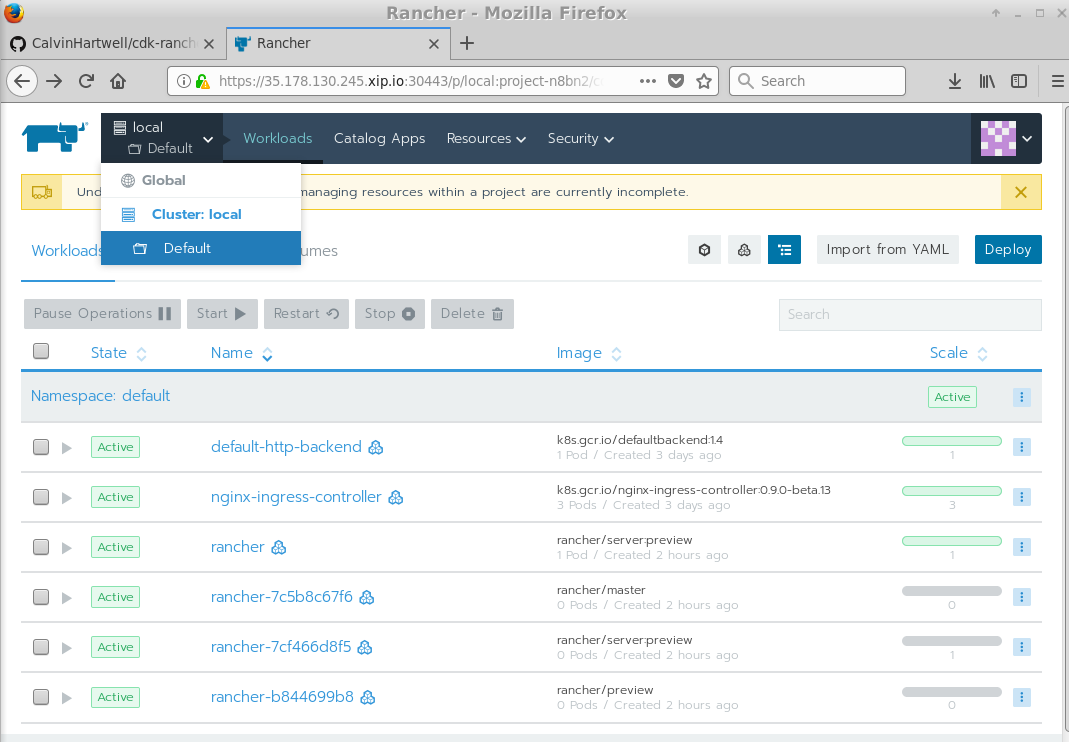 Rancher - Mozilla Firefox
CalvinHartwell/cdk-ranch
Rancher
https://35.178.130.245.xip.io:30443/p/local:project-n8bn2/c
Search
local
Default
Workloads
Catalog Apps
Resources
Security
Global
Und
managing resources within a project are currently incomplete.
Cluster: local
Default
Workloads
umes
Import from YAML
Deploy
Pause Operations
Start
Restart
Stop
Delete
Search
State
Name
Image
Scale
Namespace: default
Active
Active
default-http-backend
k8s.gcr.io/defaultbackend:1.4
1 Pod / Created 3 days ago
1
Active
nginx-ingress-controller
k8s.gcr.io/nginx-ingress-controller:0.9.0-beta.13
3 Pods / Created 3 days ago
3
Active
rancher
rancher/server:preview
1 Pod / Created 2 hours ago
1
Active
rancher-7c5b8c67f6
rancher/master
0 Pods / Created 2 hours ago
0
Active
rancher-7cf466d8f5
rancher/server:preview
0 Pods / Created 2 hours ago
1
Active
rancher-b844699b8
rancher/preview
0 Pods / Created 2 hours ago
0